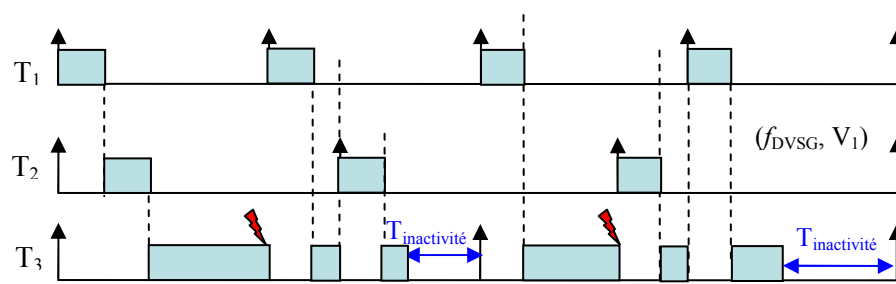 T1
(fDVSG, V1)
T2
Tinactivité
Tinactivité
T3